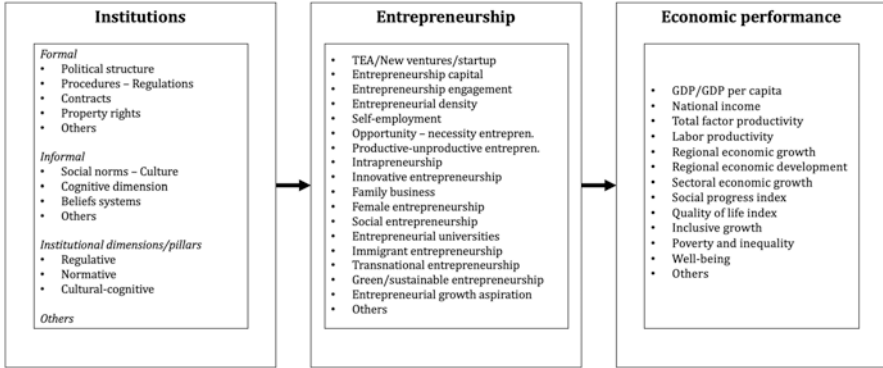 Institutions
Formal
• Political structure
• Procedures – Regulations
• Contracts
• Property rights
• Others
Informal
• Social norms – Culture
• Cognitive dimension
• Beliefs systems
• Others
Institutional dimensions/pillars
• Regulative
• Normative
• Cultural-cognitive
Others
Entrepreneurship
• TEA/New ventures/startup
• Entrepreneurship capital
• Entrepreneurship engagement
• Entrepreneurial density
• Self-employment
• Opportunity – necessity entrepren.
• Productive-unproductive entrepren.
• Intrapreneurship
• Innovative entrepreneurship
• Family business
• Female entrepreneurship
• Social entrepreneurship
• Entrepreneurial universities
• Immigrant entrepreneurship
• Transnational entrepreneurship
• Green/sustainable entrepreneurship
• Entrepreneurial growth aspiration
• Others
Economic performance
• GDP/GDP per capita
• National income
• Total factor productivity
• Labor productivity
• Regional economic growth
• Regional economic development
• Sectoral economic growth
• Social progress index
• Quality of life index
• Inclusive growth
• Poverty and inequality
• Well-being
• Others